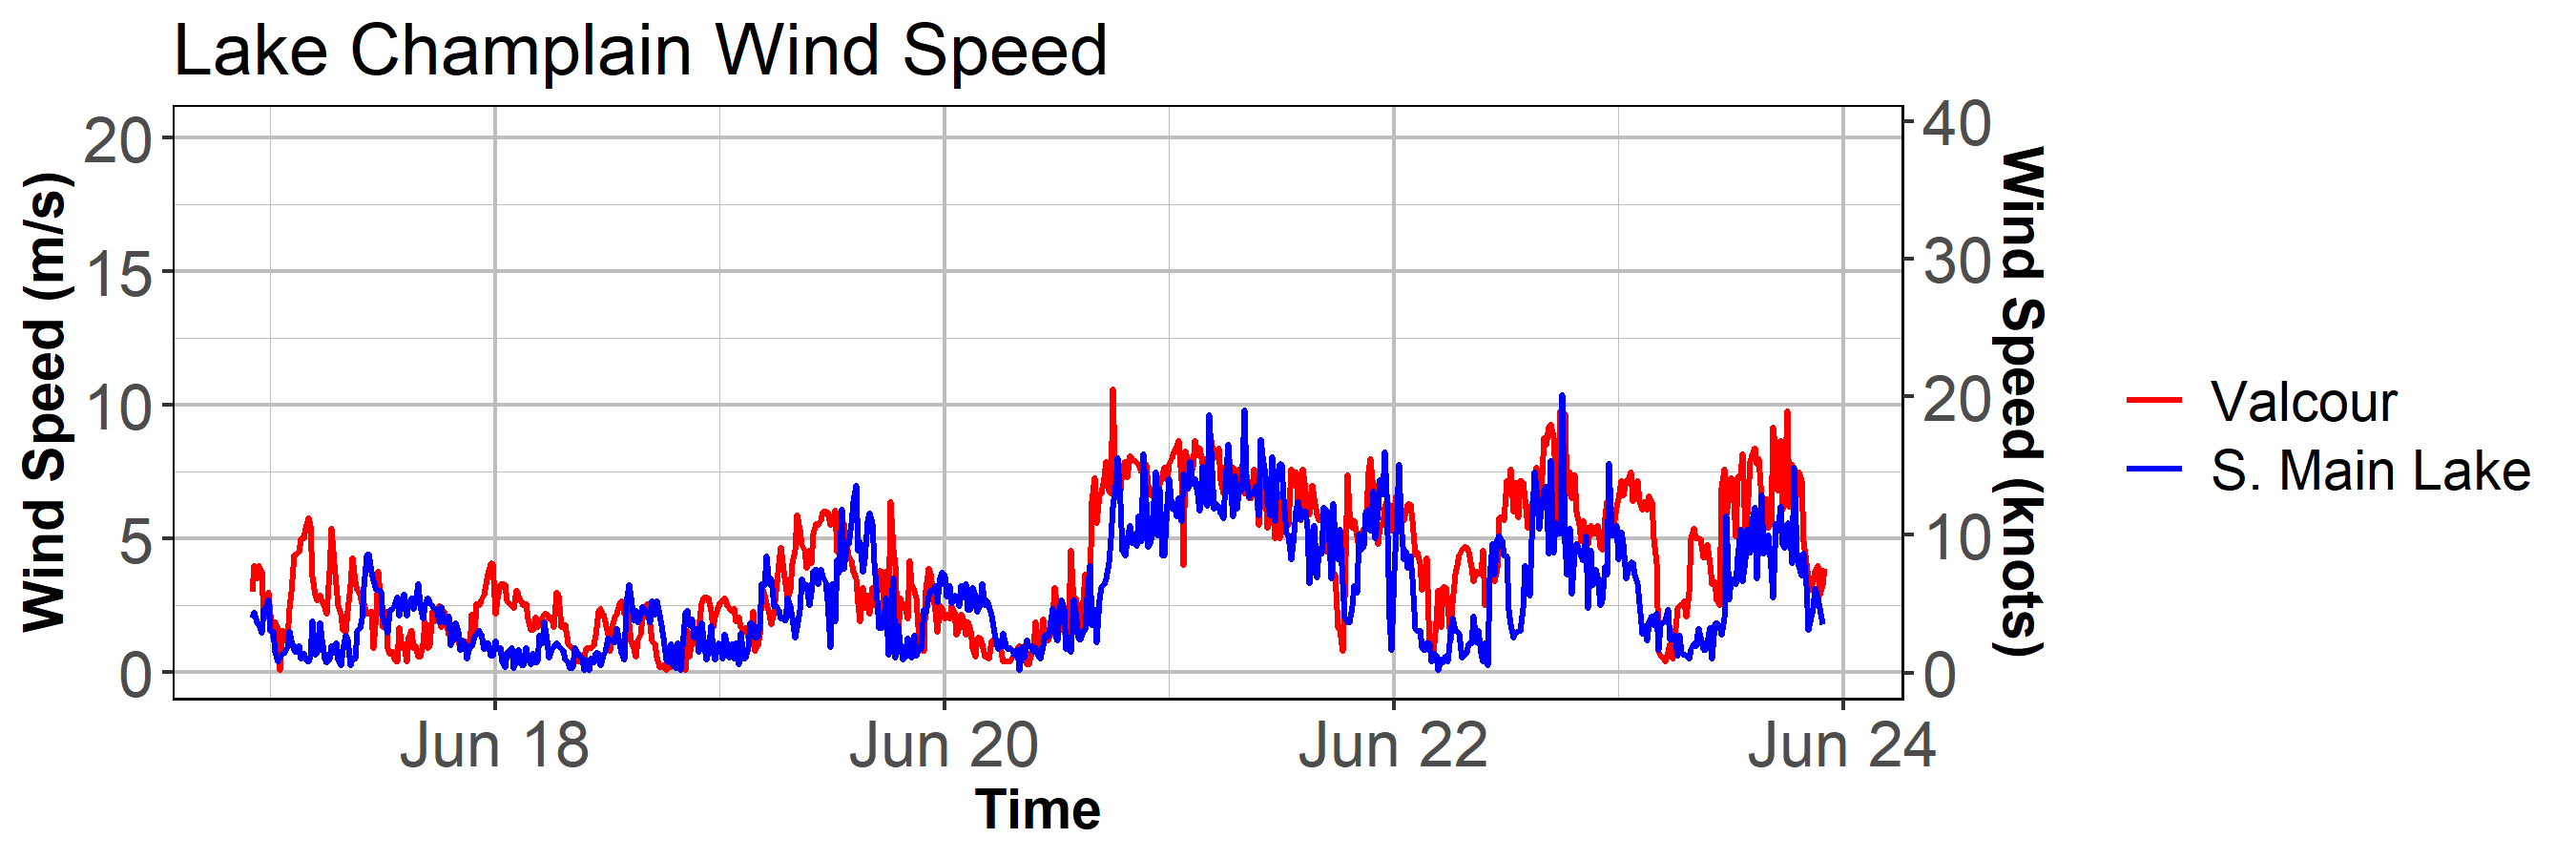 Lake Champlain Wind Speed
Wind Speed (m/s)
20
15
10
5
0
40
30
20
10
0
Wind Speed (knots)
Jun 18
Jun 20
Jun 22
Jun 24
Time
Valcour
S. Main Lake